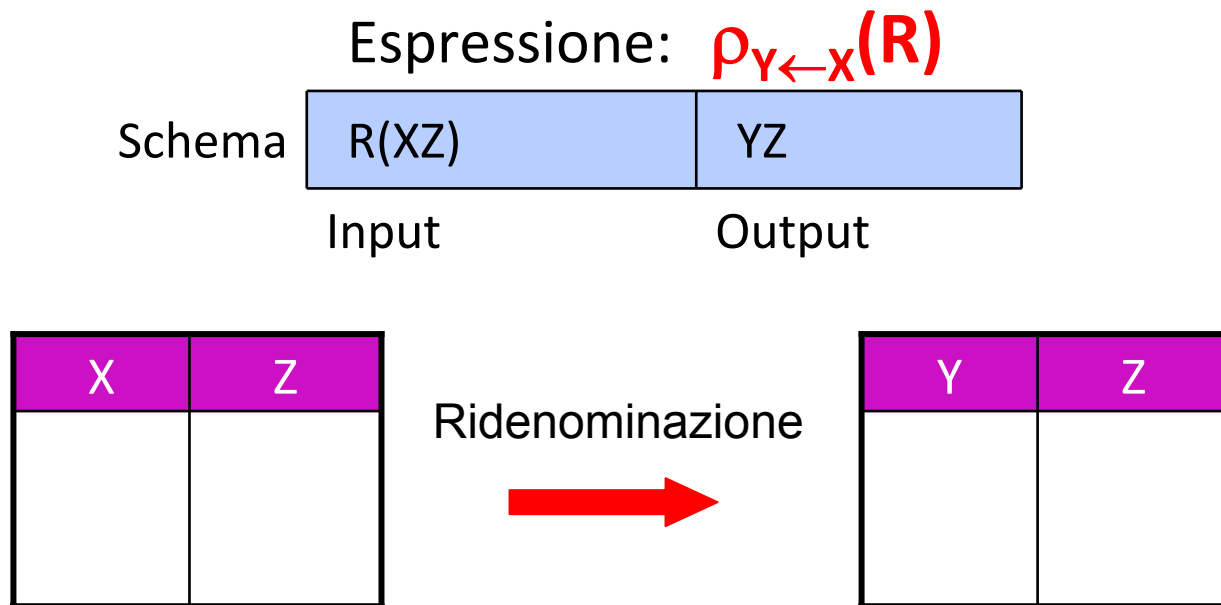 Espressione: ρY←X(R)
Schema R(XZ) YZ
Input Output
X Z Y Z
Ridenominazione